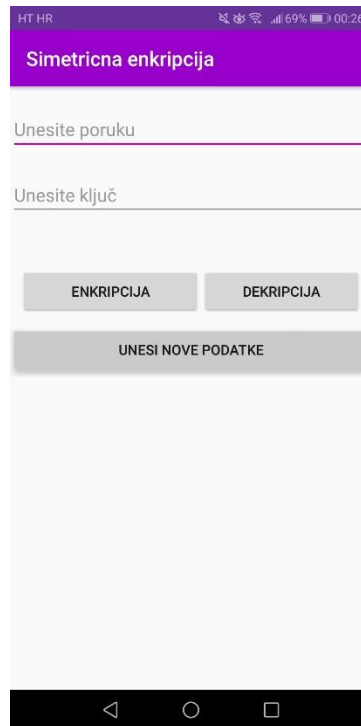 HT HR 69% 00:26
Simetricna enkripcija
Unesite poruku
Unesite ključ
ENKRIPCIJA DEKRIPCIJA
UNESI NOVE PODATKE